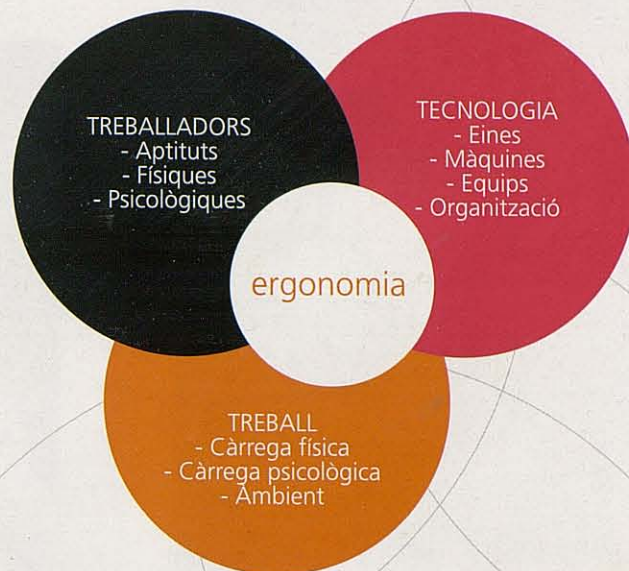 TREBALLADORS
- Aptituts
- Físiques
- Psicològiques
TECNOLOGIA
- Eines
- Màquines
- Equips
- Organització
ergonomia
TREBALL
- Càrrega física
- Càrrega psicològica
- Ambient